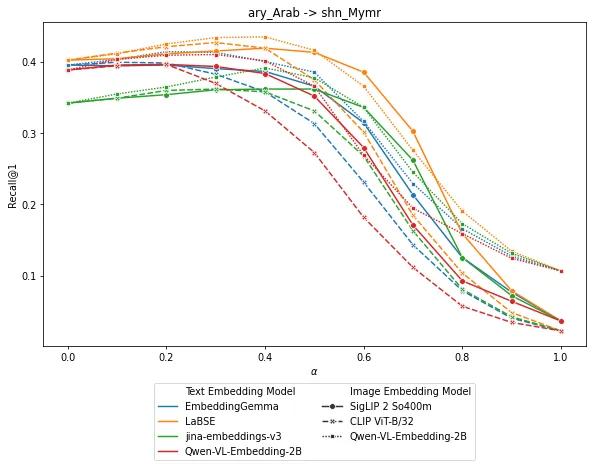 ary_Arab -> shn_Mymr
Recall@1
0.4
0.3
0.2
0.1
0.0 0.2 0.4 0.6 0.8 1.0
α
Text Embedding Model
EmbeddingGemma
LaBSE
jina-embeddings-v3
Qwen-VL-Embedding-2B
Image Embedding Model
SigLIP 2 So400m
CLIP ViT-B/32
Qwen-VL-Embedding-2B